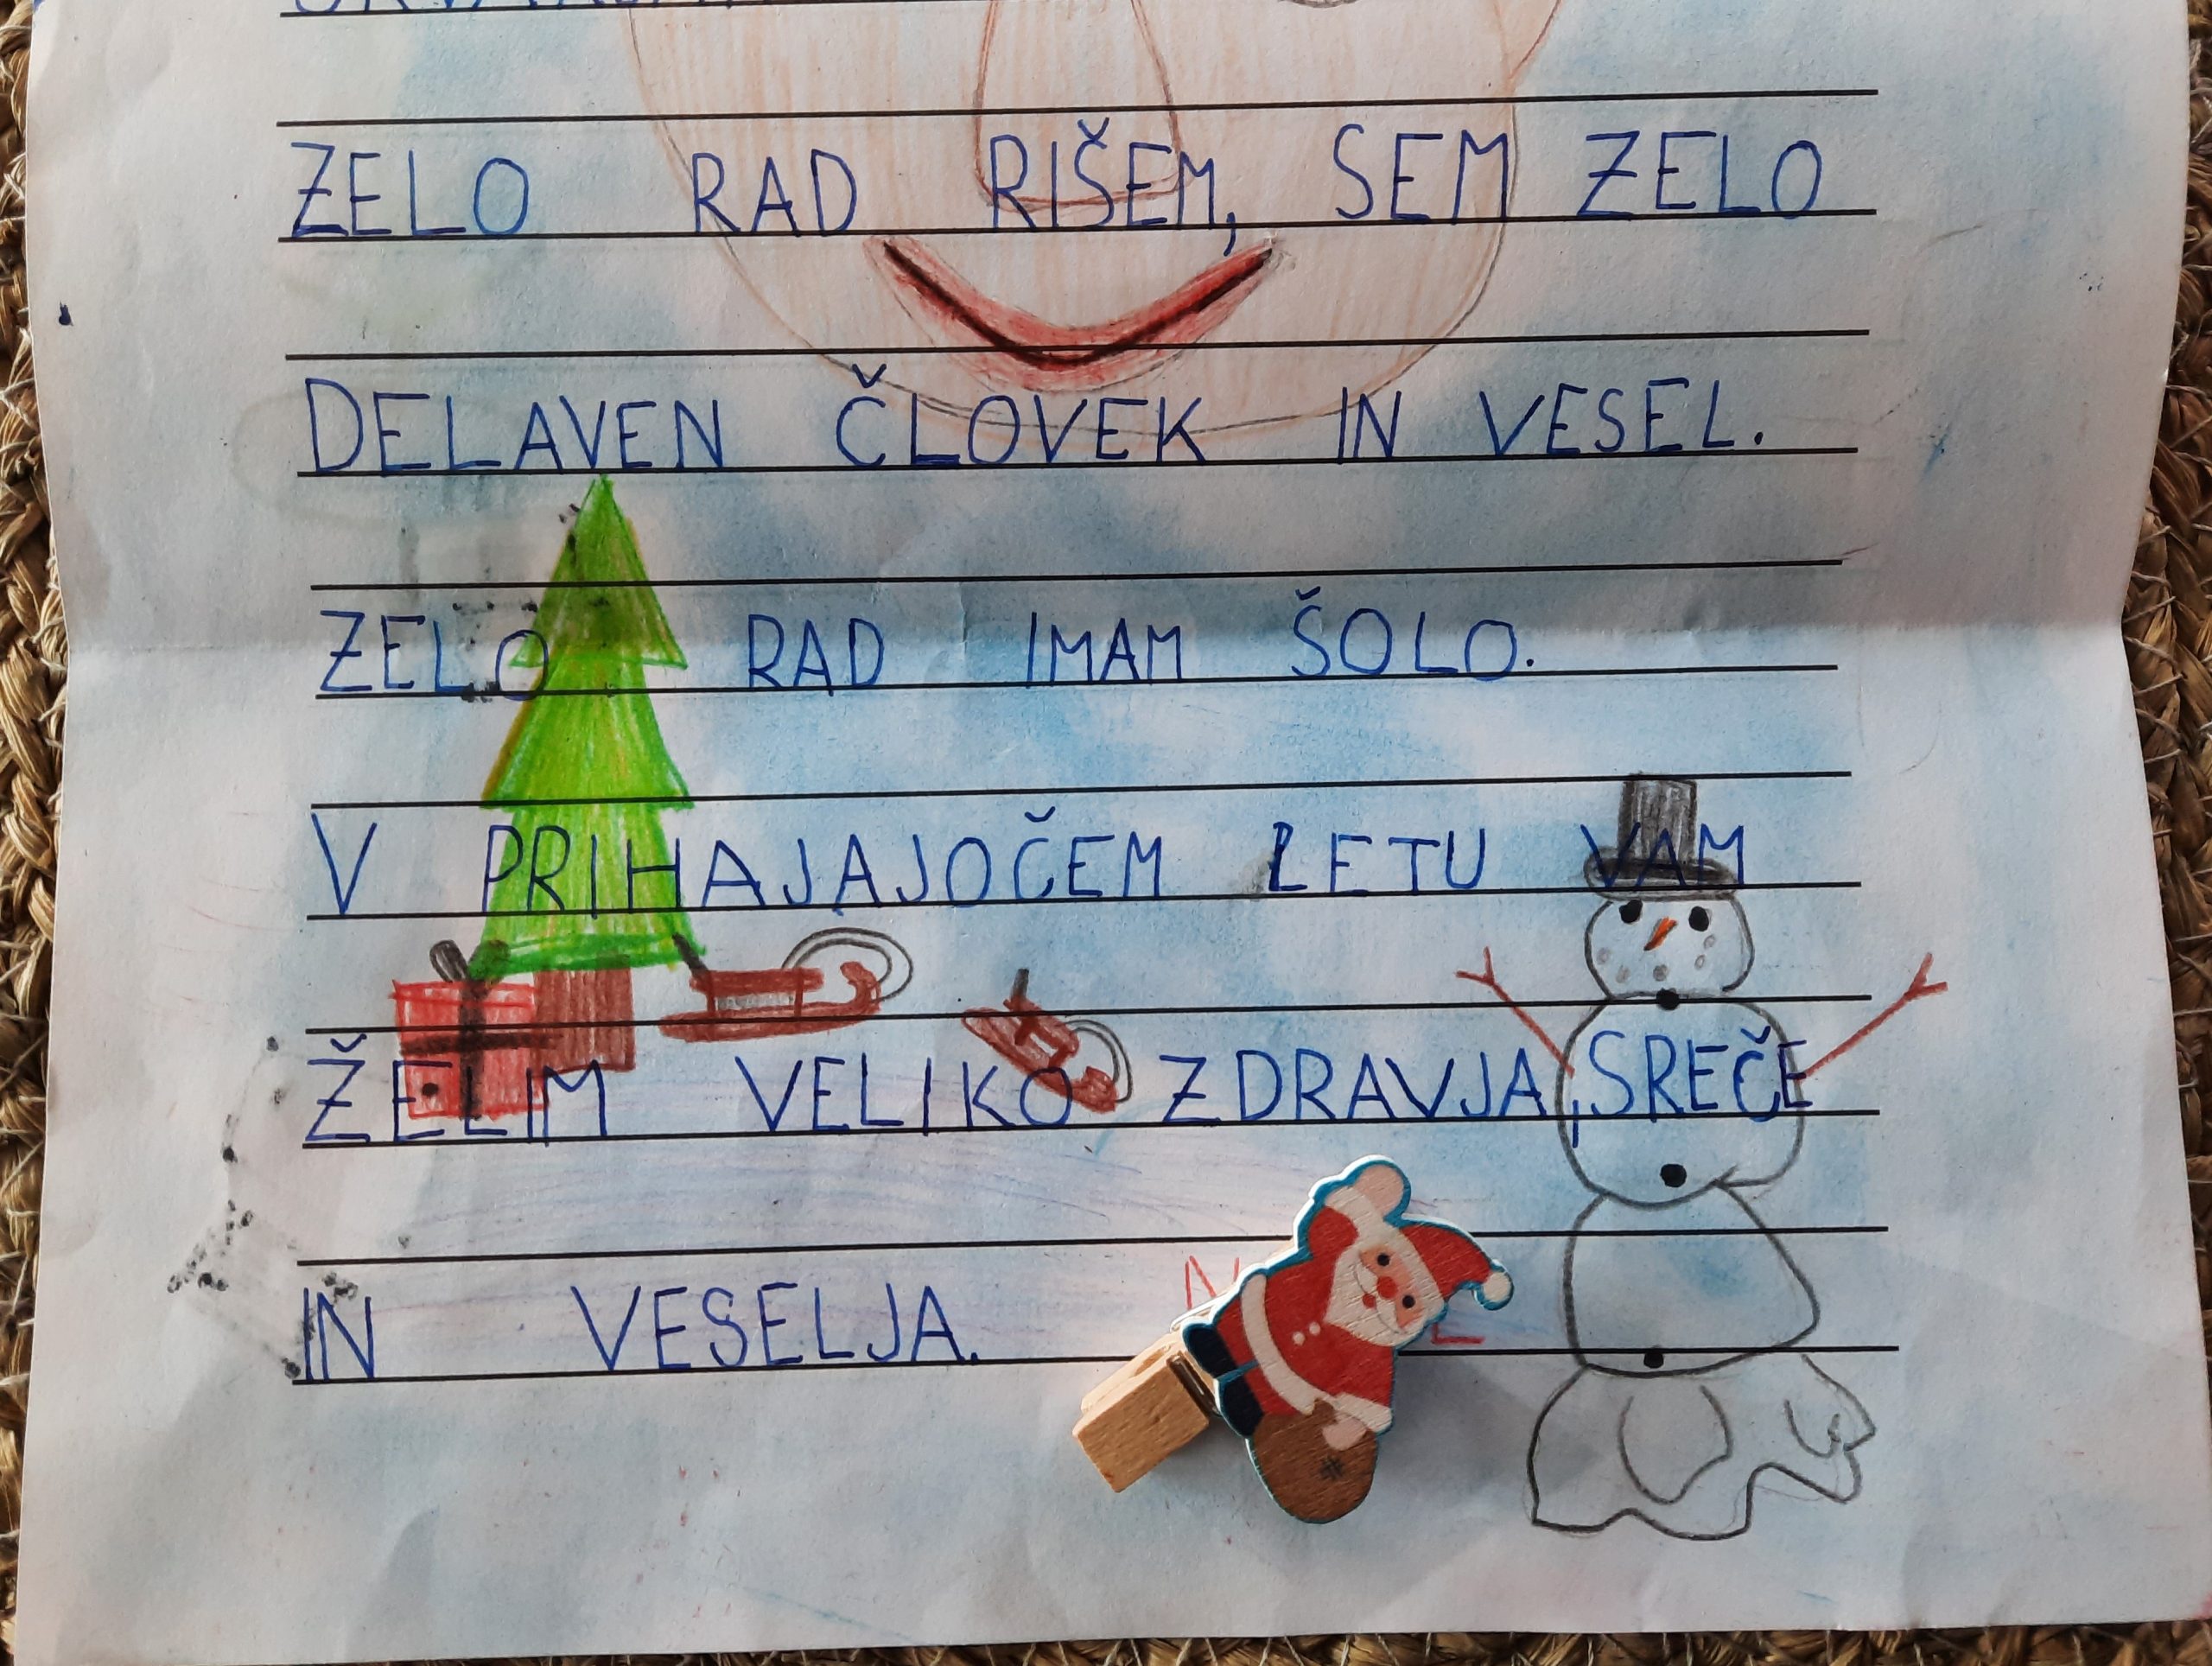 ZELO RAD RIŠEM, SEM ZELO
DELAVEN ČLOVEK IN VESEL.
ZELO RAD IMAM ŠOLO.
V PRIHAJAJOČEM LETU VAM
ŽELIM VELIKO ZDRAVJA, SREČE
IN VESELJA.